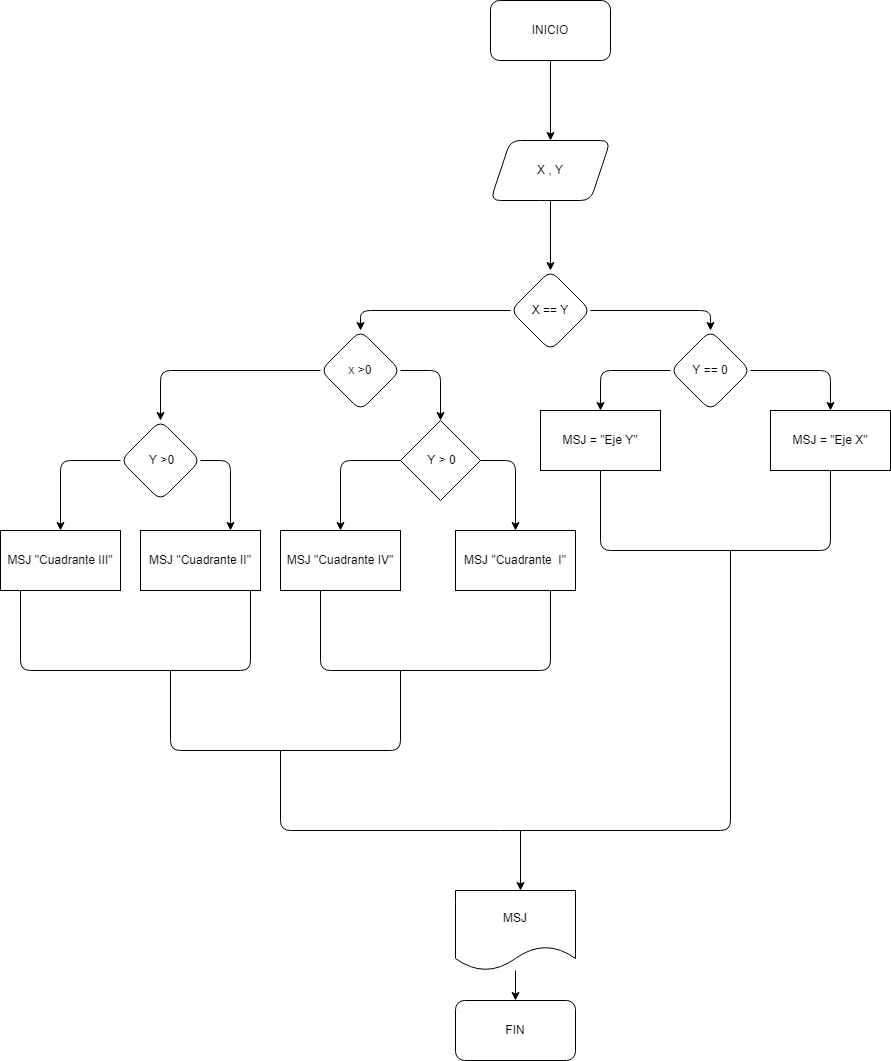 INICIO
X , Y
X == Y
x >0
Y == 0
Y >0
Y > 0
MSJ = "Eje Y"
MSJ = "Eje X"
MSJ "Cuadrante III"
MSJ "Cuadrante II"
MSJ "Cuadrante IV"
MSJ "Cuadrante  I"
MSJ
FIN